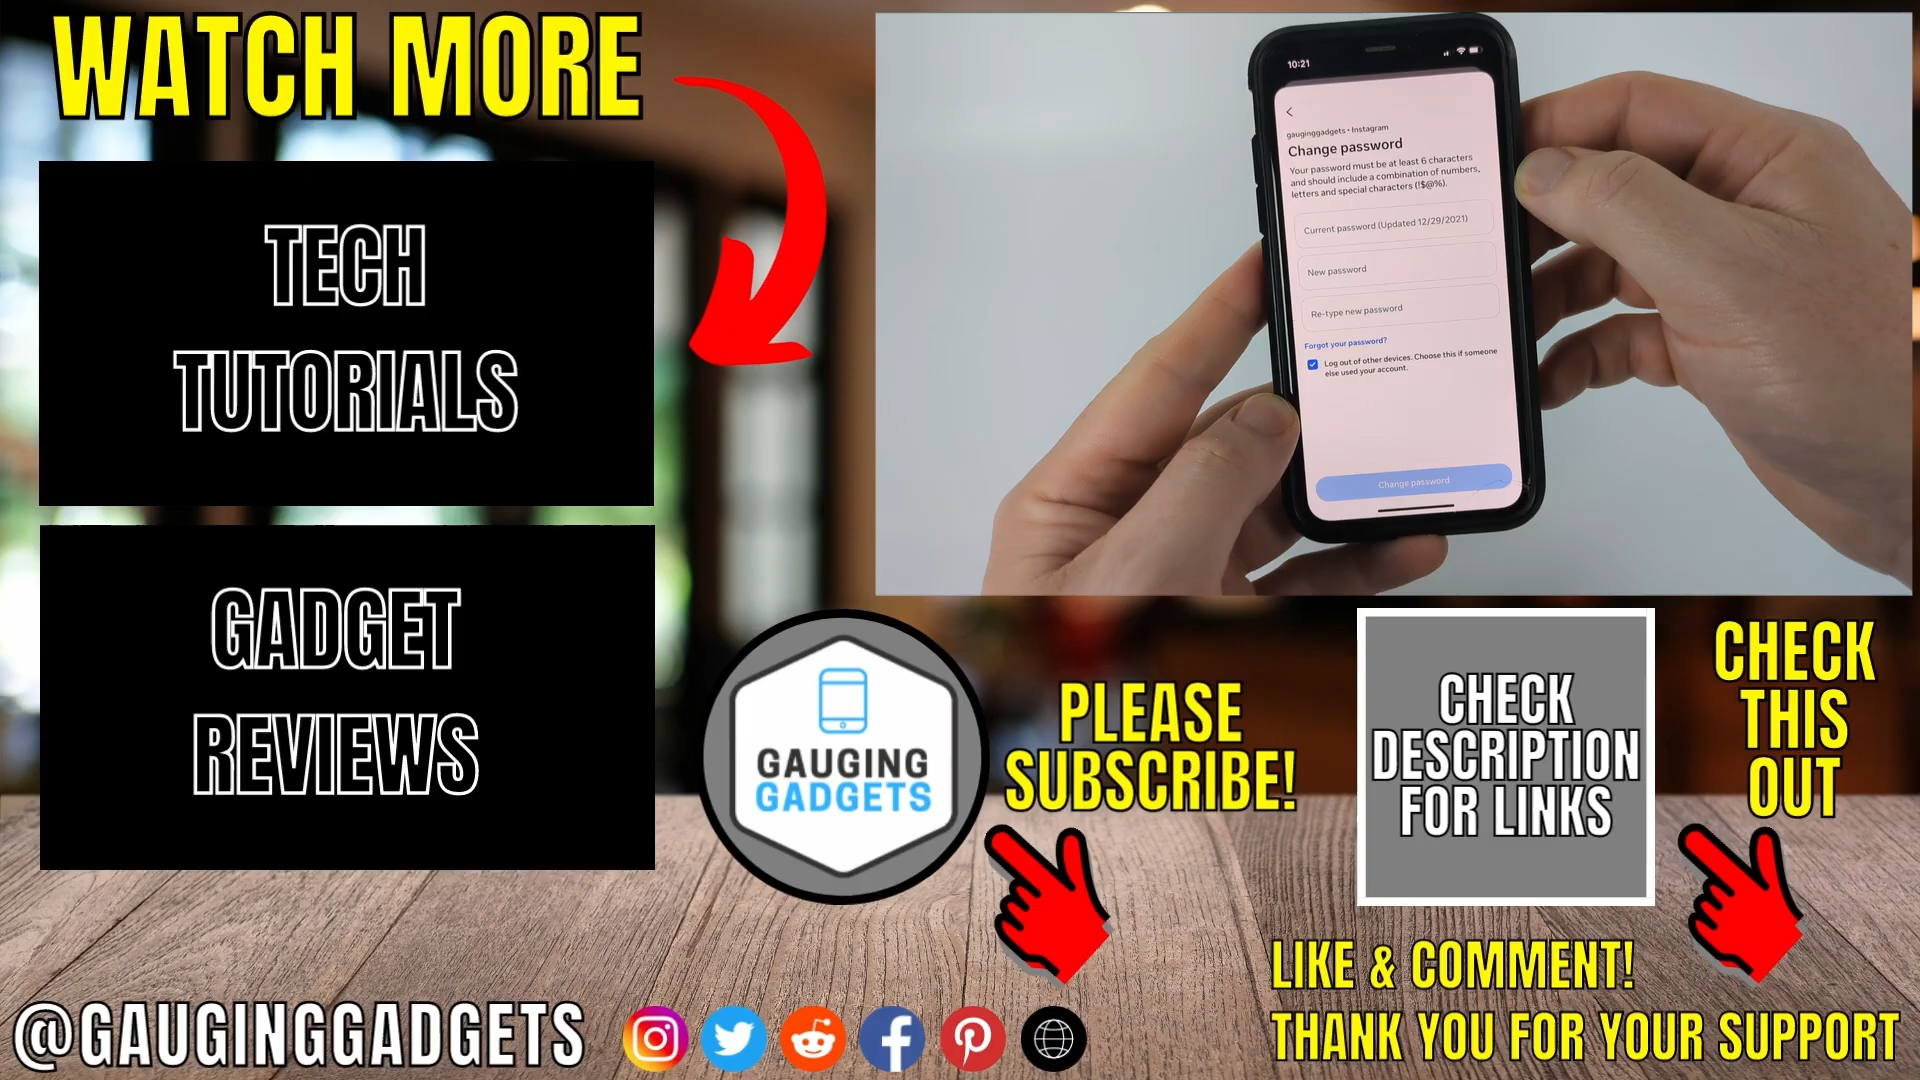 WATCH MORE
TECH
TUTORIALS
GADGET
REVIEWS
10:21
gauginggadgets • Instagram
Change password
Your password must be at least 6 characters
and should include a combination of numbers,
letters and special characters (!$@%).
Current password (Updated 12/29/2021)
New password
Re-type new password
Forgot your password?
Log out of other devices. Choose this if someone
else used your account.
Change password
GAUGING
GADGETS
PLEASE
SUBSCRIBE!
CHECK
DESCRIPTION
FOR LINKS
CHECK
THIS
OUT
LIKE & COMMENT!
THANK YOU FOR YOUR SUPPORT
@GAUGINGGADGETS